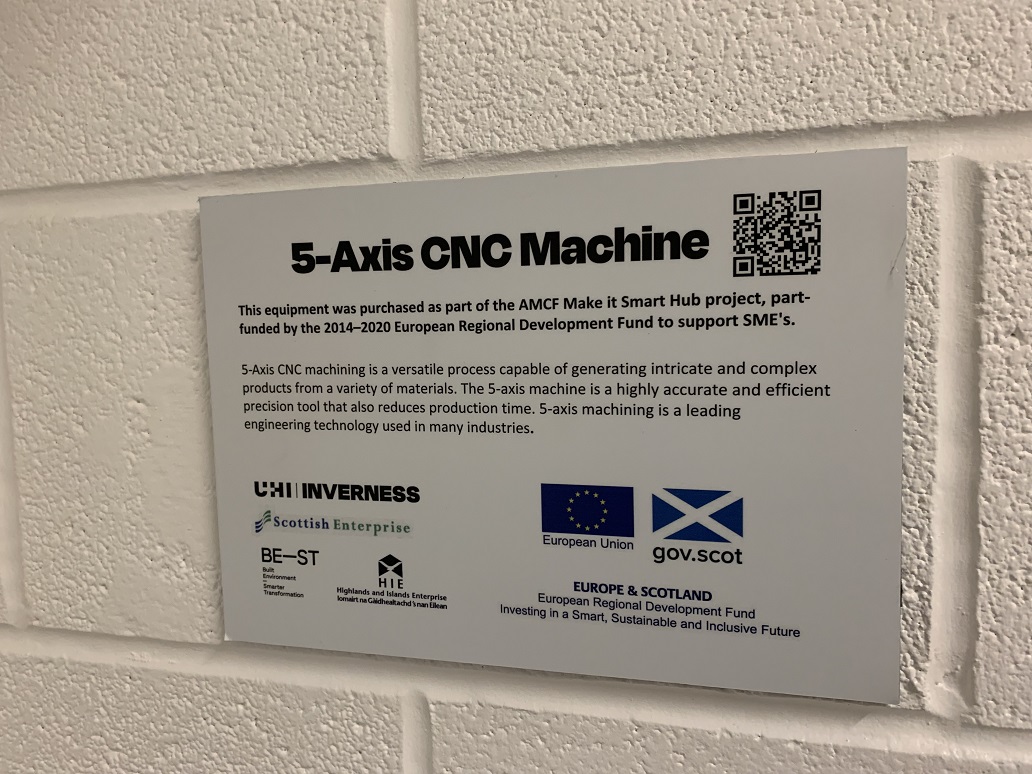 5-Axis CNC Machine
This equipment was purchased as part of the AMCF Make it Smart Hub project, part-
funded by the 2014–2020 European Regional Development Fund to support SME's.
5-Axis CNC machining is a versatile process capable of generating intricate and complex
products from a variety of materials. The 5-axis machine is a highly accurate and efficient
precision tool that also reduces production time. 5-axis machining is a leading
engineering technology used in many industries.
UHI | INVERNESS
Scottish Enterprise
BE—ST
Built
Environment
—
Smarter
Transformation
HIE
Highlands and Islands Enterprise
Iomairt na Gàidhealtachd 's nan Eilean
European Union
gov.scot
EUROPE & SCOTLAND
European Regional Development Fund
Investing in a Smart, Sustainable and Inclusive Future